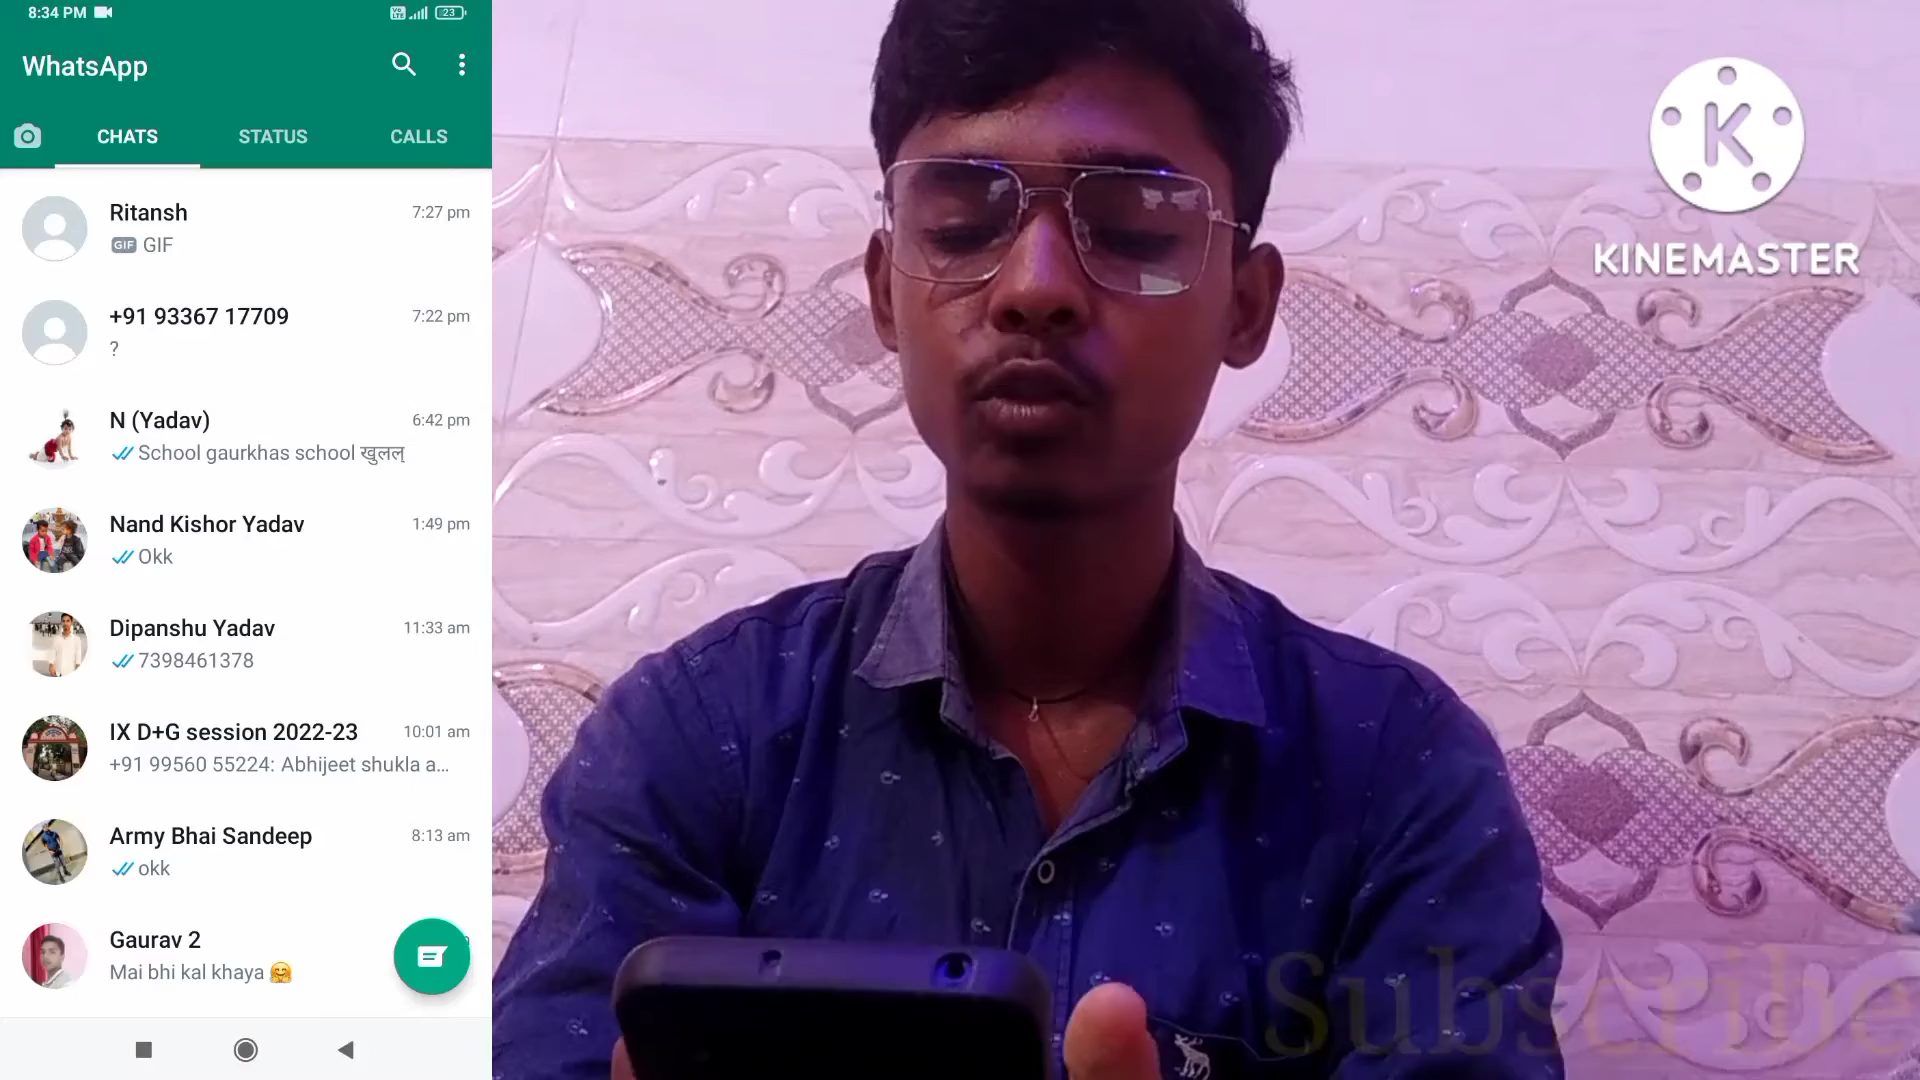 8:34 PM
Vo LTE
23
WhatsApp
CHATS
STATUS
CALLS
Ritansh
7:27 pm
GIF GIF
+91 93367 17709
7:22 pm
?
N (Yadav)
6:42 pm
School gaurkhas school खुलल्
Nand Kishor Yadav
1:49 pm
Okk
Dipanshu Yadav
11:33 am
7398461378
IX D+G session 2022-23
10:01 am
+91 99560 55224: Abhijeet shukla a...
Army Bhai Sandeep
8:13 am
okk
Gaurav 2
Mai bhi kal khaya 🤗
K
KINEMASTER
Subscribe